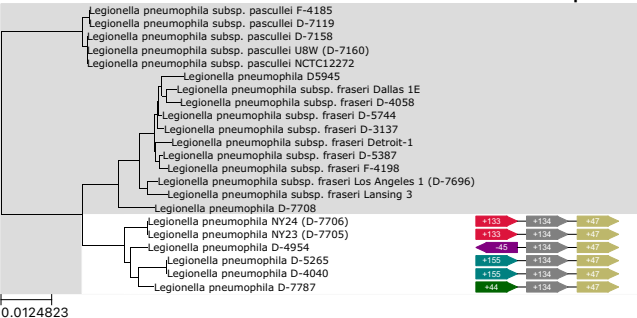 Legionella pneumophila subsp. pascullei F-4185
Legionella pneumophila subsp. pascullei D-7119
Legionella pneumophila subsp. pascullei D-7158
Legionella pneumophila subsp. pascullei U8W (D-7160)
Legionella pneumophila subsp. pascullei NCTC12272
Legionella pneumophila D5945
Legionella pneumophila subsp. fraseri Dallas 1E
Legionella pneumophila subsp. fraseri D-4058
Legionella pneumophila subsp. fraseri D-5744
Legionella pneumophila subsp. fraseri D-3137
Legionella pneumophila subsp. fraseri Detroit-1
Legionella pneumophila subsp. fraseri D-5387
Legionella pneumophila subsp. fraseri F-4198
Legionella pneumophila subsp. fraseri Los Angeles 1 (D-7696)
Legionella pneumophila subsp. fraseri Lansing 3
Legionella pneumophila D-7708
Legionella pneumophila NY24 (D-7706) +133 +134 +47
Legionella pneumophila NY23 (D-7705) +133 +134 +47
Legionella pneumophila D-4954 -45 +134 +47
Legionella pneumophila D-5265 +155 +134 +47
Legionella pneumophila D-4040 +155 +134 +47
Legionella pneumophila D-7787 +44 +134 +47
0.0124823